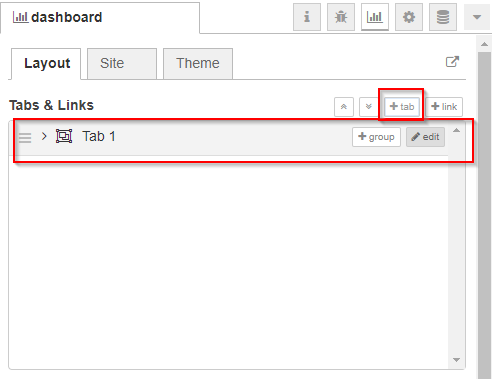 dashboard
Layout Site Theme
Tabs & Links
+ tab + link
Tab 1 + group edit